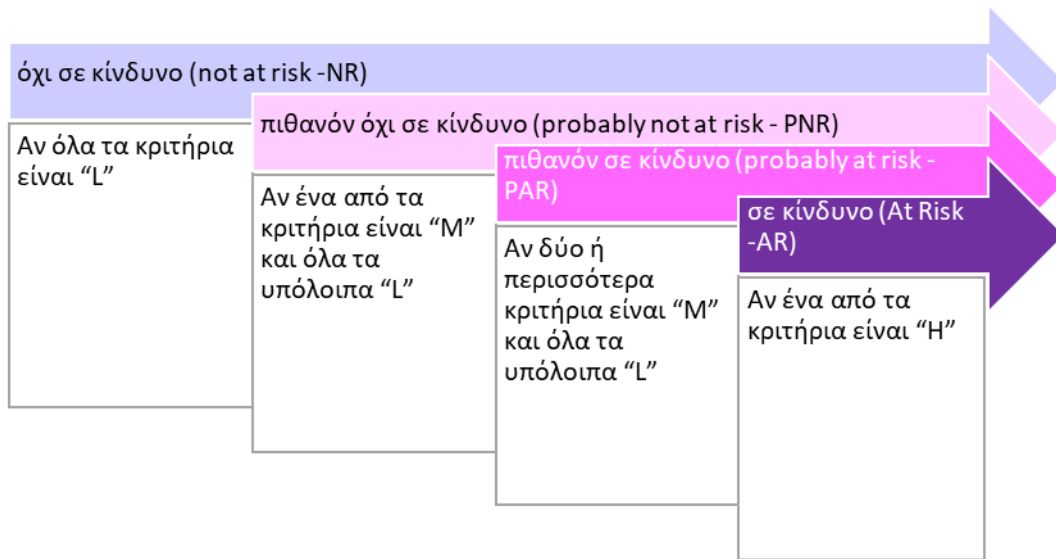 όχι σε κίνδυνο (not at risk -NR)
Αν όλα τα κριτήρια
είναι “L”
πιθανόν όχι σε κίνδυνο (probably not at risk - PNR)
Αν ένα από τα
κριτήρια είναι “M”
και όλα τα
υπόλοιπα “L”
πιθανόν σε κίνδυνο (probably at risk -
PAR)
Αν δύο ή
περισσότερα
κριτήρια είναι “M”
και όλα τα
υπόλοιπα “L”
σε κίνδυνο (At Risk
-AR)
Αν ένα από τα
κριτήρια είναι “H”